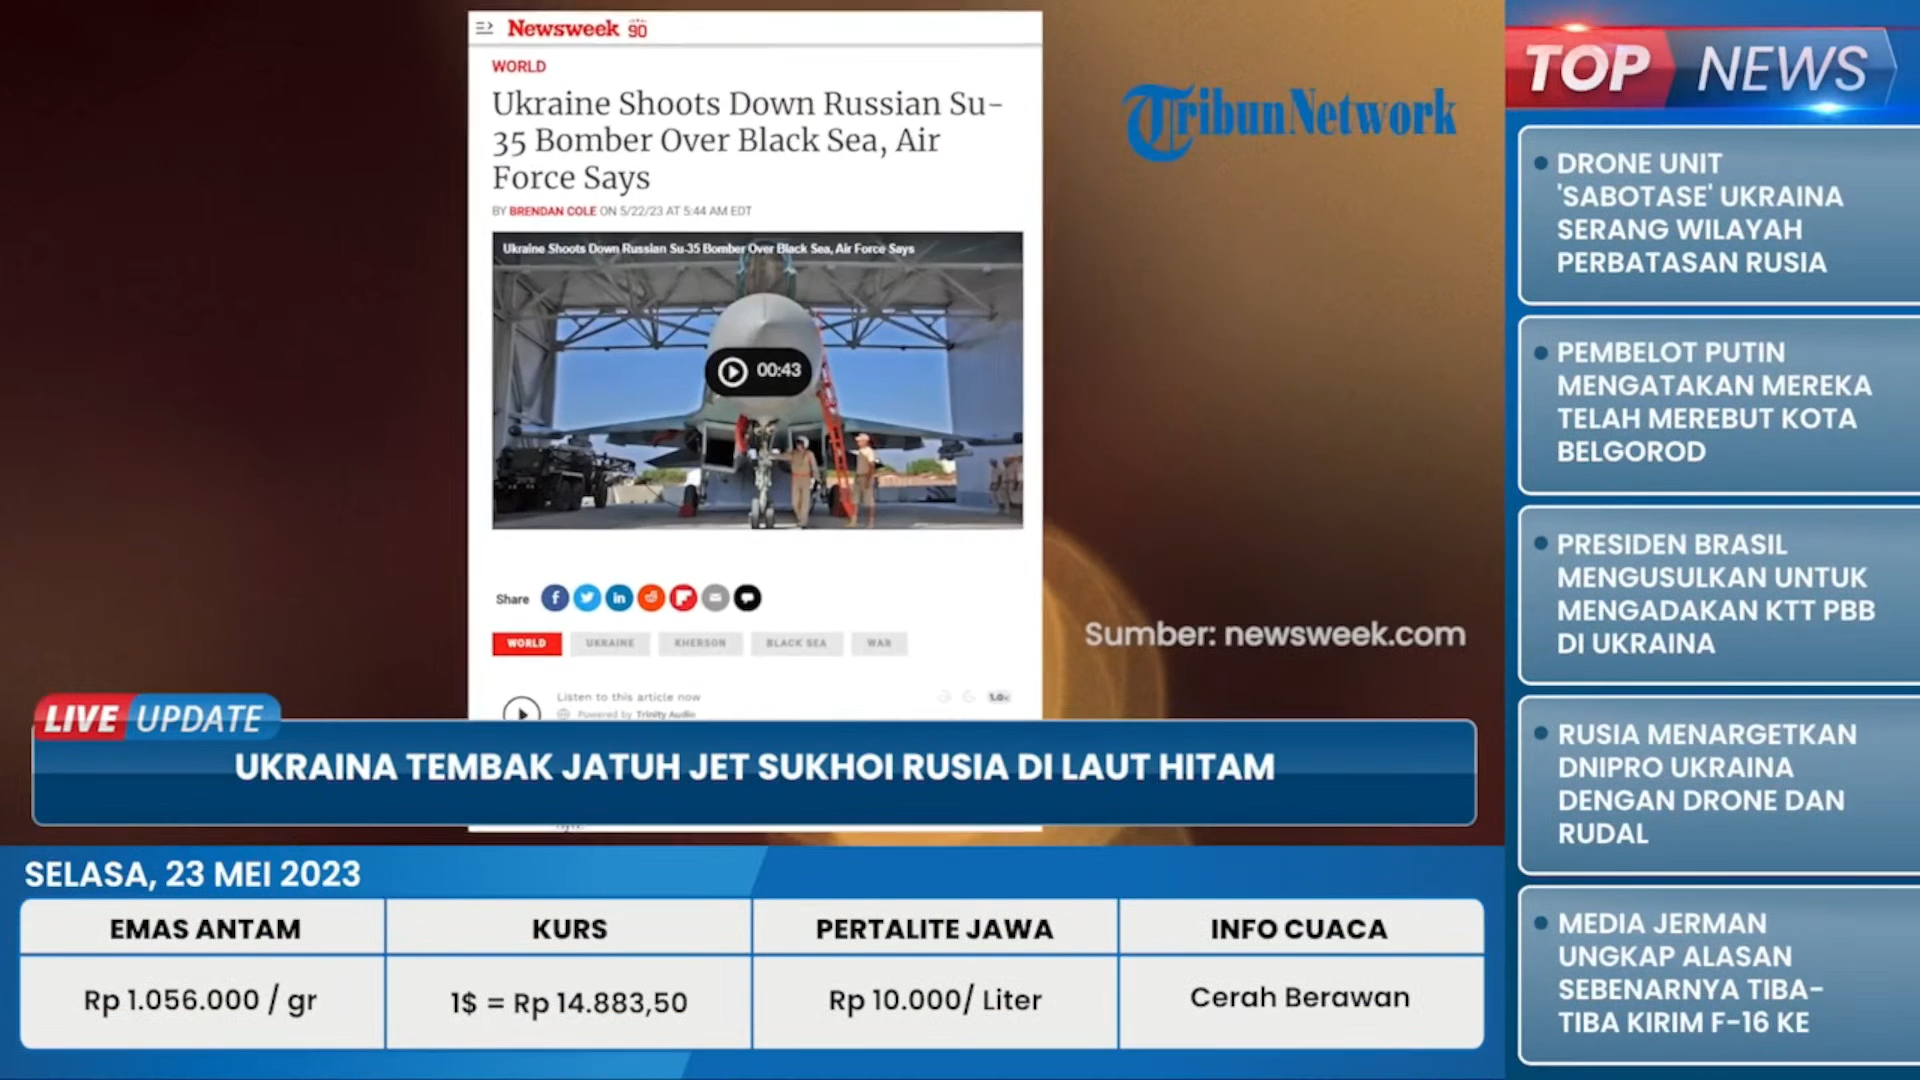 Newsweek 90
WORLD
Ukraine Shoots Down Russian Su-
35 Bomber Over Black Sea, Air
Force Says
BY BRENDAN COLE ON 5/22/23 AT 5:44 AM EDT
Ukraine Shoots Down Russian Su-35 Bomber Over Black Sea, Air Force Says
00:43
Share
WORLD UKRAINE KHERSON BLACK SEA WAR
Listen to this article now
Powered by Trinity Audio
1.0x
TribunNetwork
Sumber: newsweek.com
LIVE UPDATE
UKRAINA TEMBAK JATUH JET SUKHOI RUSIA DI LAUT HITAM
SELASA, 23 MEI 2023
EMAS ANTAM KURS PERTALITE JAWA INFO CUACA
Rp 1.056.000 / gr 1$ = Rp 14.883,50 Rp 10.000/ Liter Cerah Berawan
TOP NEWS
DRONE UNIT
'SABOTASE' UKRAINA
SERANG WILAYAH
PERBATASAN RUSIA
PEMBELOT PUTIN
MENGATAKAN MEREKA
TELAH MEREBUT KOTA
BELGOROD
PRESIDEN BRASIL
MENGUSULKAN UNTUK
MENGADAKAN KTT PBB
DI UKRAINA
RUSIA MENARGETKAN
DNIPRO UKRAINA
DENGAN DRONE DAN
RUDAL
MEDIA JERMAN
UNGKAP ALASAN
SEBENARNYA TIBA-
TIBA KIRIM F-16 KE